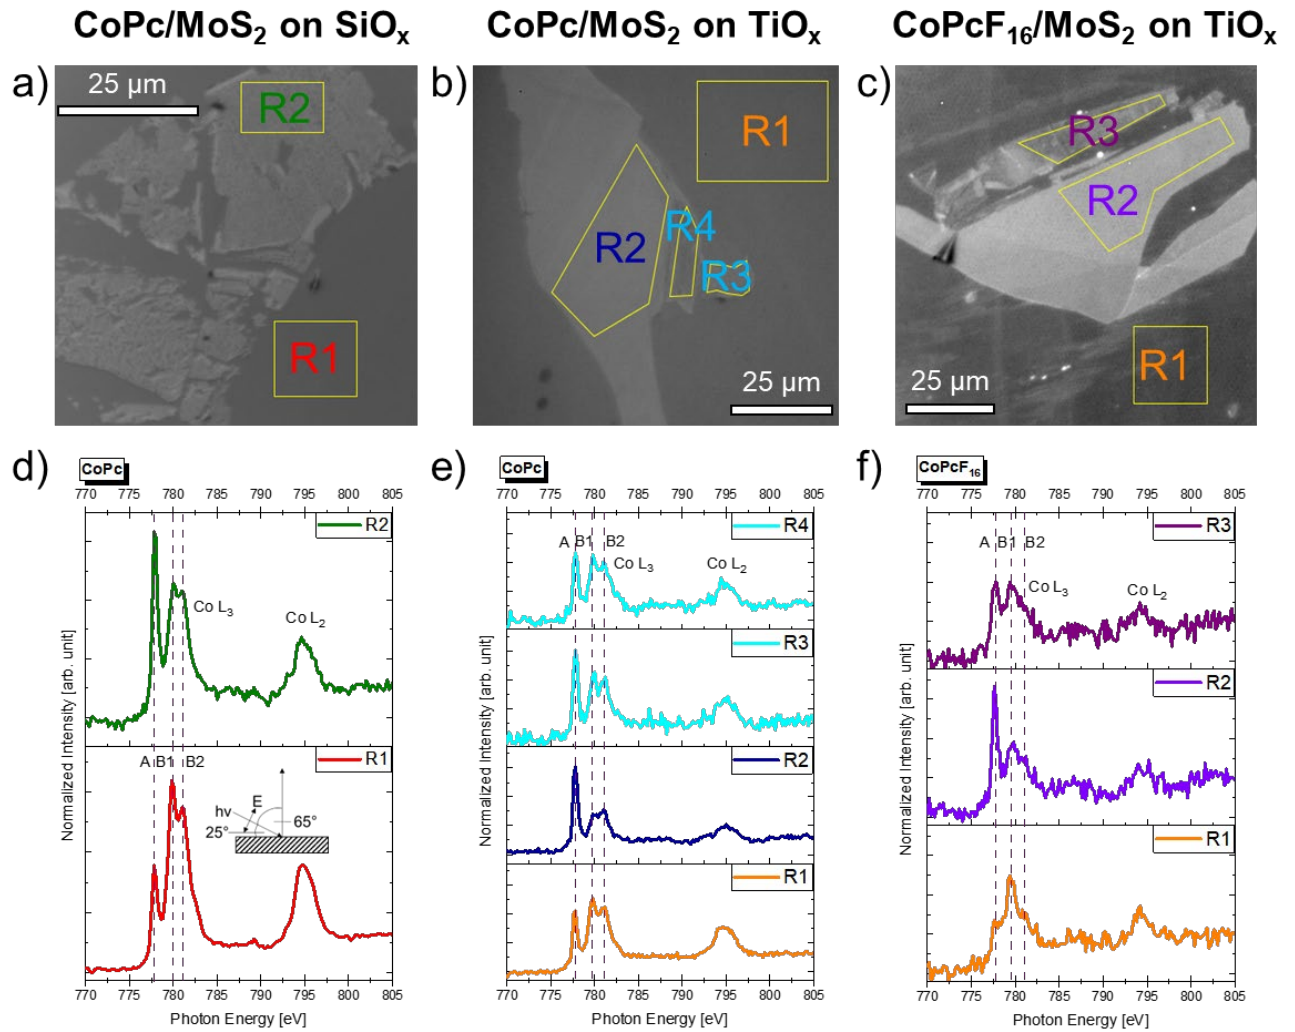 CoPc/MoS2 on SiOx
CoPc/MoS2 on TiOx
CoPcF16/MoS2 on TiOx
a)
25 µm
R2
R1
b)
R1
R2
R4
R3
25 µm
c)
R3
R2
R1
25 µm
d)
CoPc
770 775 780 785 790 795 800 805
R2
Co L3
Co L2
A B1 B2
R1
hν
E
25°
65°
Normalized Intensity [arb. unit]
770 775 780 785 790 795 800 805
Photon Energy [eV]
e)
CoPc
770 775 780 785 790 795 800 805
R4
A B1 B2
Co L3
Co L2
R3
R2
R1
Normalized Intensity [arb. unit]
770 775 780 785 790 795 800 805
Photon Energy [eV]
f)
CoPcF16
770 775 780 785 790 795 800 805
R3
A B1 B2
Co L3
Co L2
R2
R1
Normalized Intensity [arb. unit]
770 775 780 785 790 795 800 805
Photon Energy [eV]